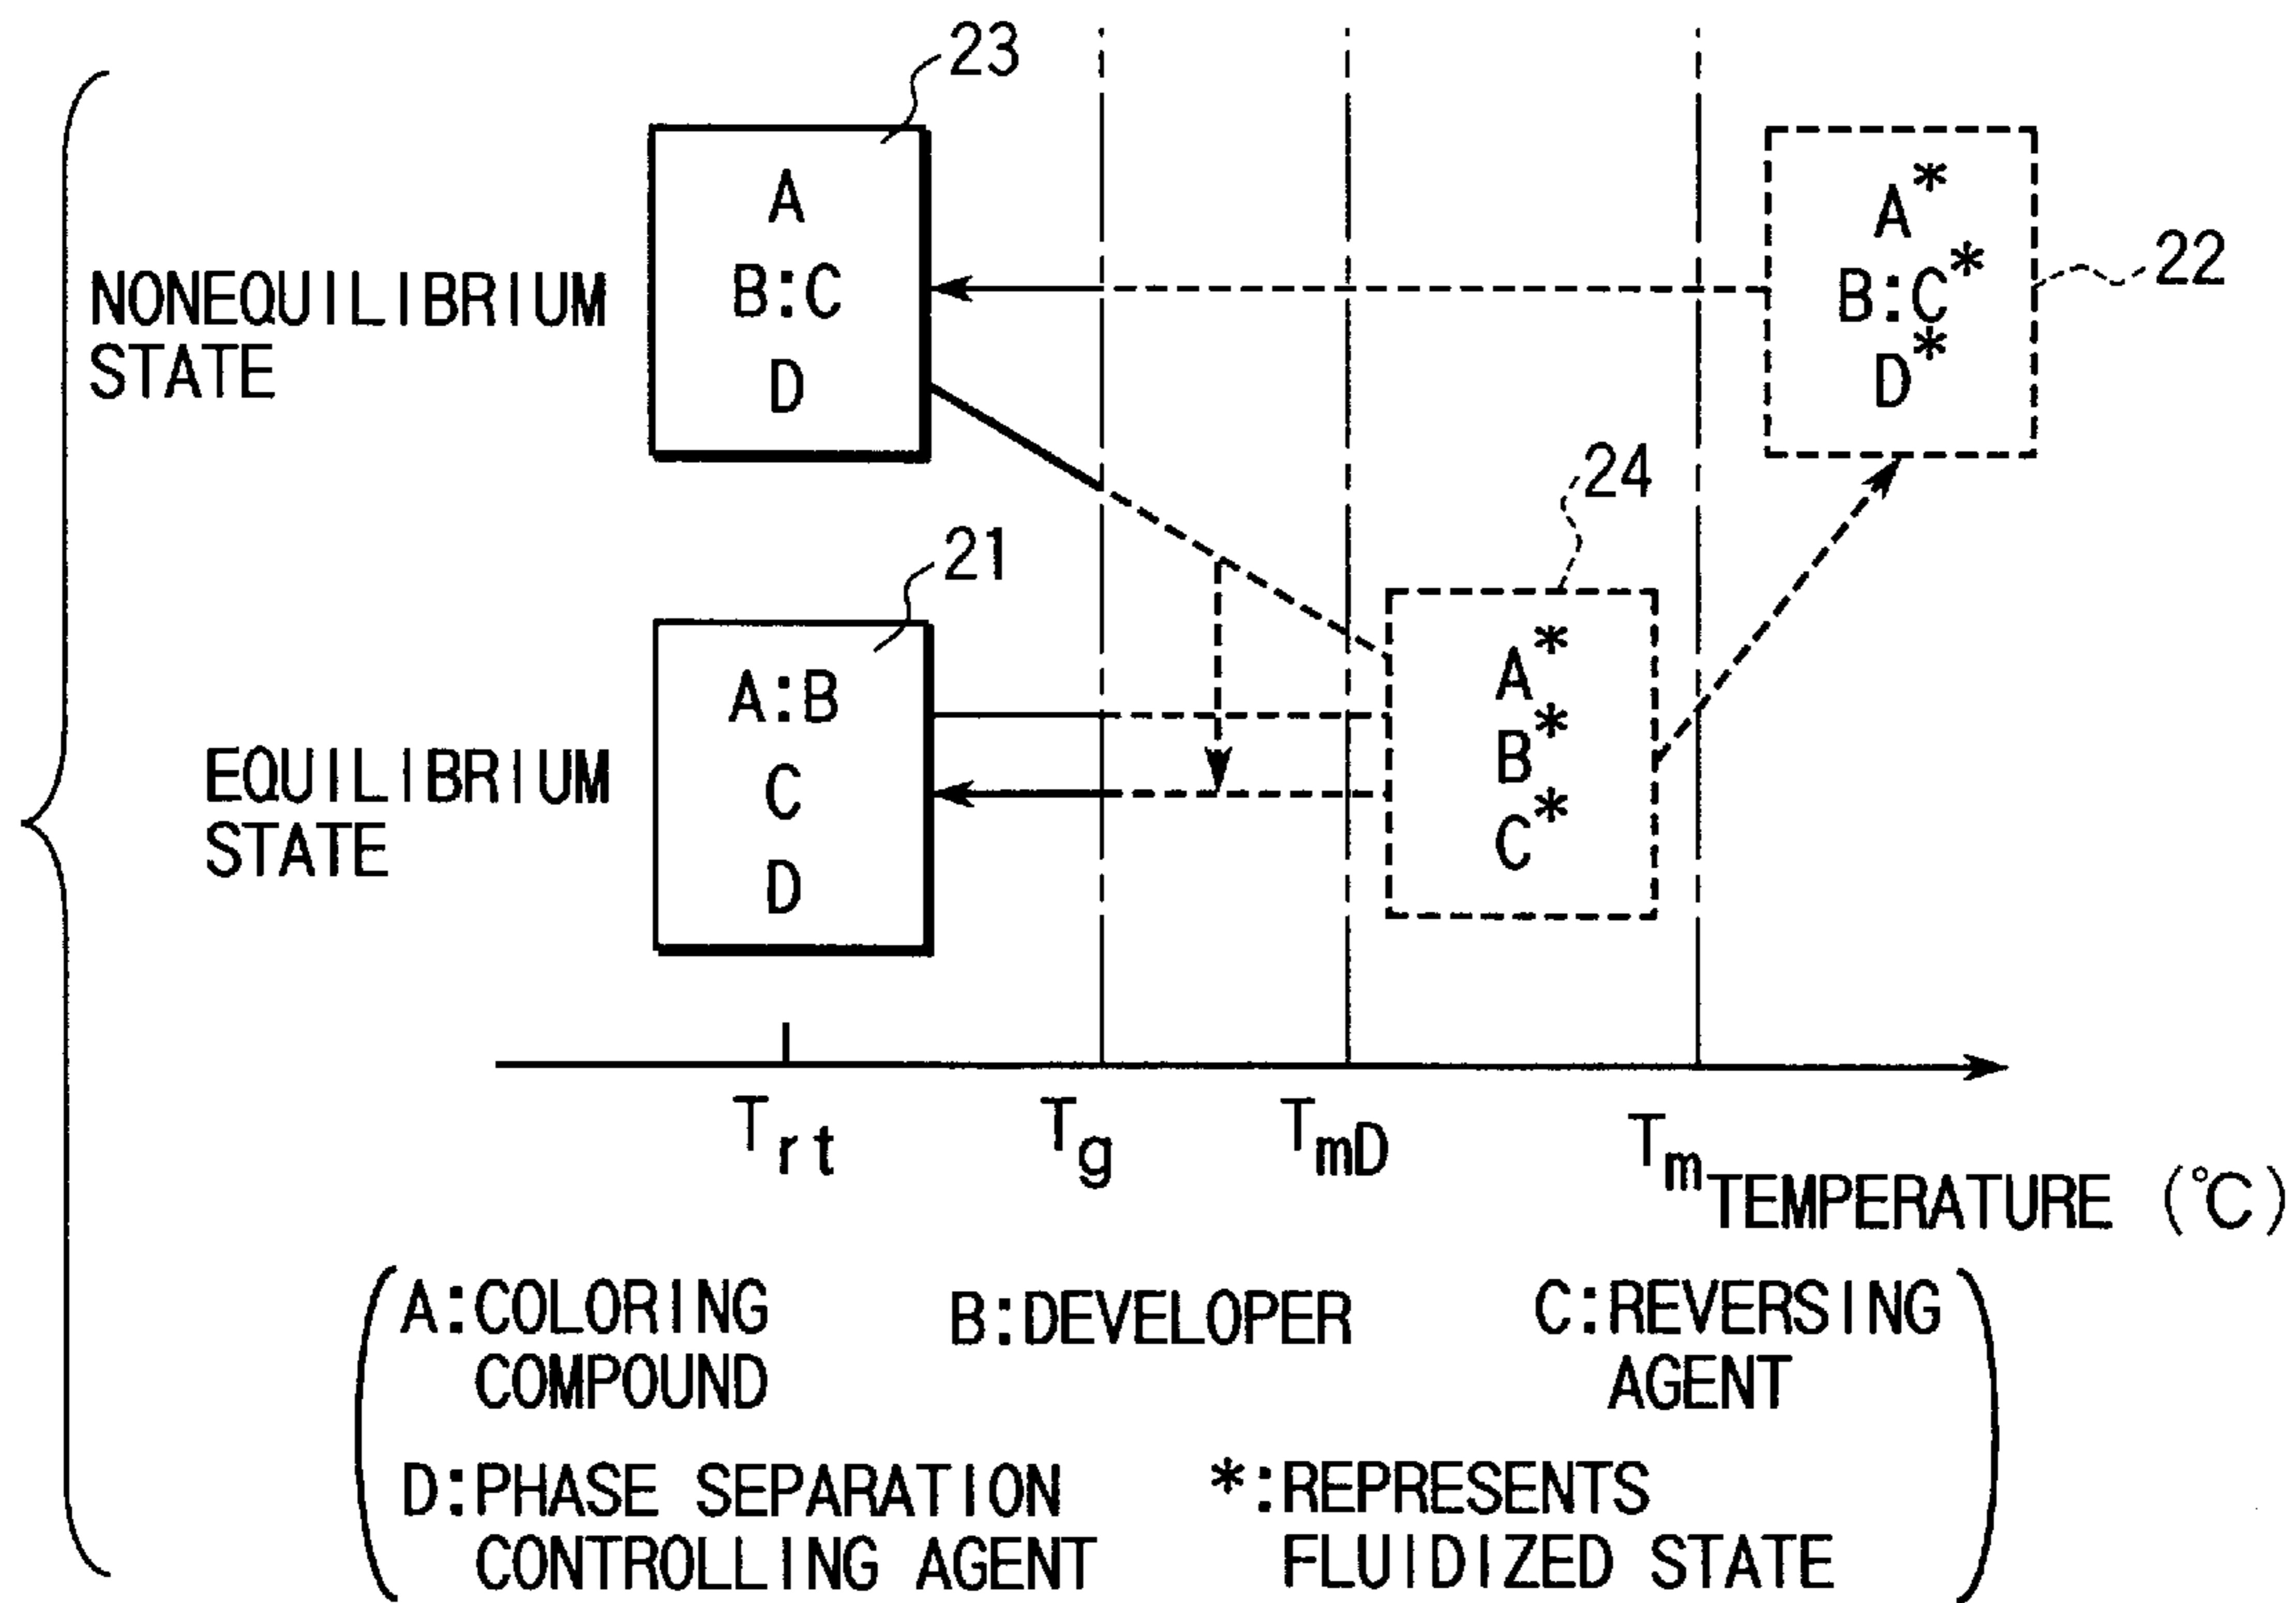 23
A
B:C
D
NONEQUILIBRIUM
STATE
A*
B:C*
D*
22
24
21
A:B
C
D
EQUILIBRIUM
STATE
A*
B*
C*
Trt
Tg
TmD
Tm
TEMPERATURE (°C)
A:COLORING
COMPOUND
B:DEVELOPER
C:REVERSING
AGENT
D:PHASE SEPARATION
CONTROLLING AGENT
*:REPRESENTS
FLUIDIZED STATE